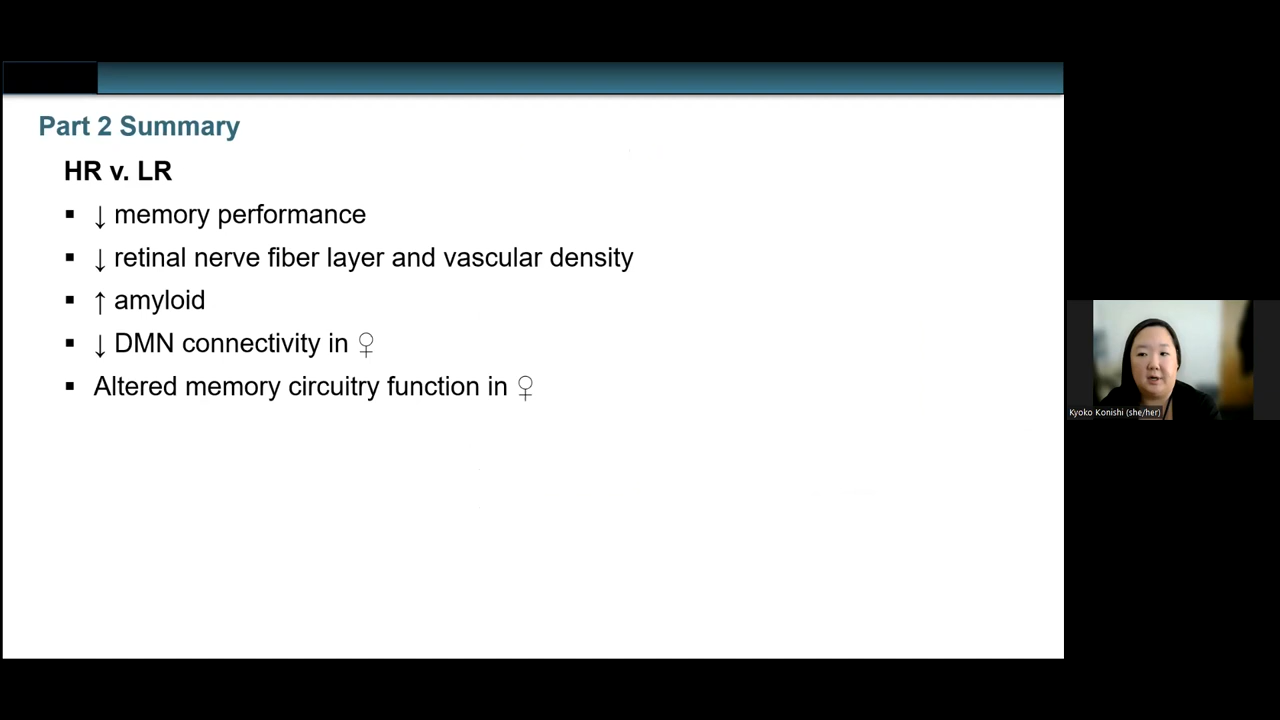 Part 2 Summary
HR v. LR
▪ ↓ memory performance
▪ ↓ retinal nerve fiber layer and vascular density
▪ ↑ amyloid
▪ ↓ DMN connectivity in ♀
▪ Altered memory circuitry function in ♀
Kyoko Konishi (she/her)